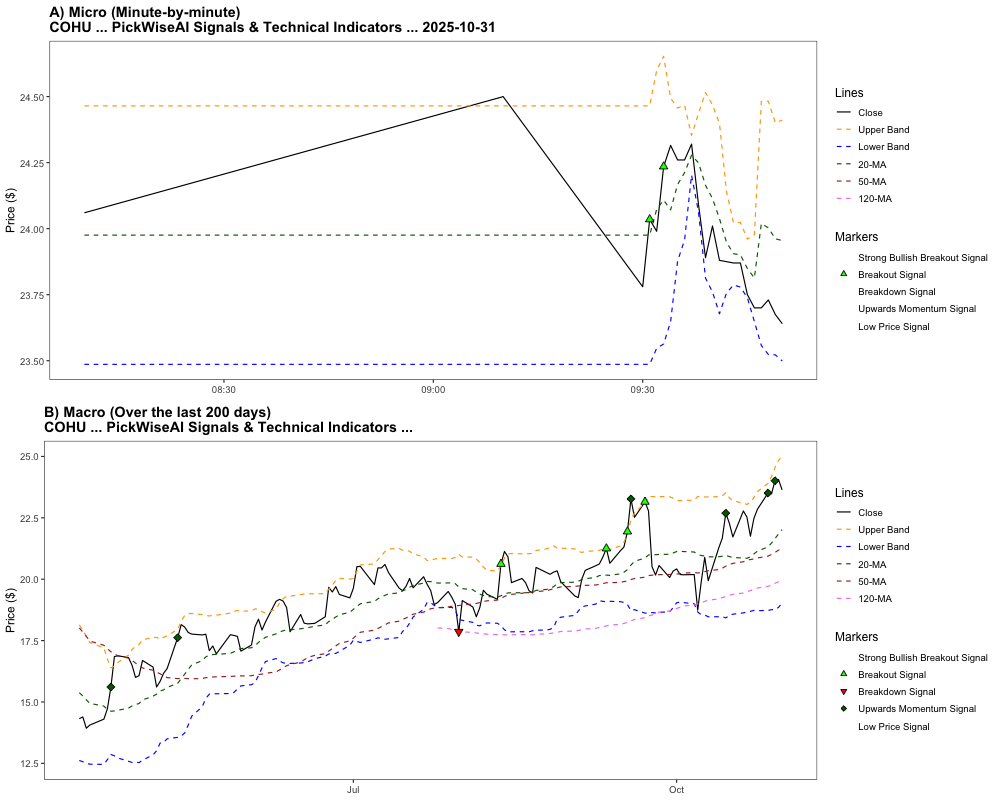 A) Micro (Minute-by-minute)
COHU ... PickWiseAI Signals & Technical Indicators ... 2025-10-31
Price ($)
24.50
24.25
24.00
23.75
23.50
08:30
09:00
09:30
Lines
Close
Upper Band
Lower Band
20-MA
50-MA
120-MA
Markers
Strong Bullish Breakout Signal
Breakout Signal
Breakdown Signal
Upwards Momentum Signal
Low Price Signal
B) Macro (Over the last 200 days)
COHU ... PickWiseAI Signals & Technical Indicators ...
Price ($)
25.0
22.5
20.0
17.5
15.0
12.5
Jul
Oct
Lines
Close
Upper Band
Lower Band
20-MA
50-MA
120-MA
Markers
Strong Bullish Breakout Signal
Breakout Signal
Breakdown Signal
Upwards Momentum Signal
Low Price Signal